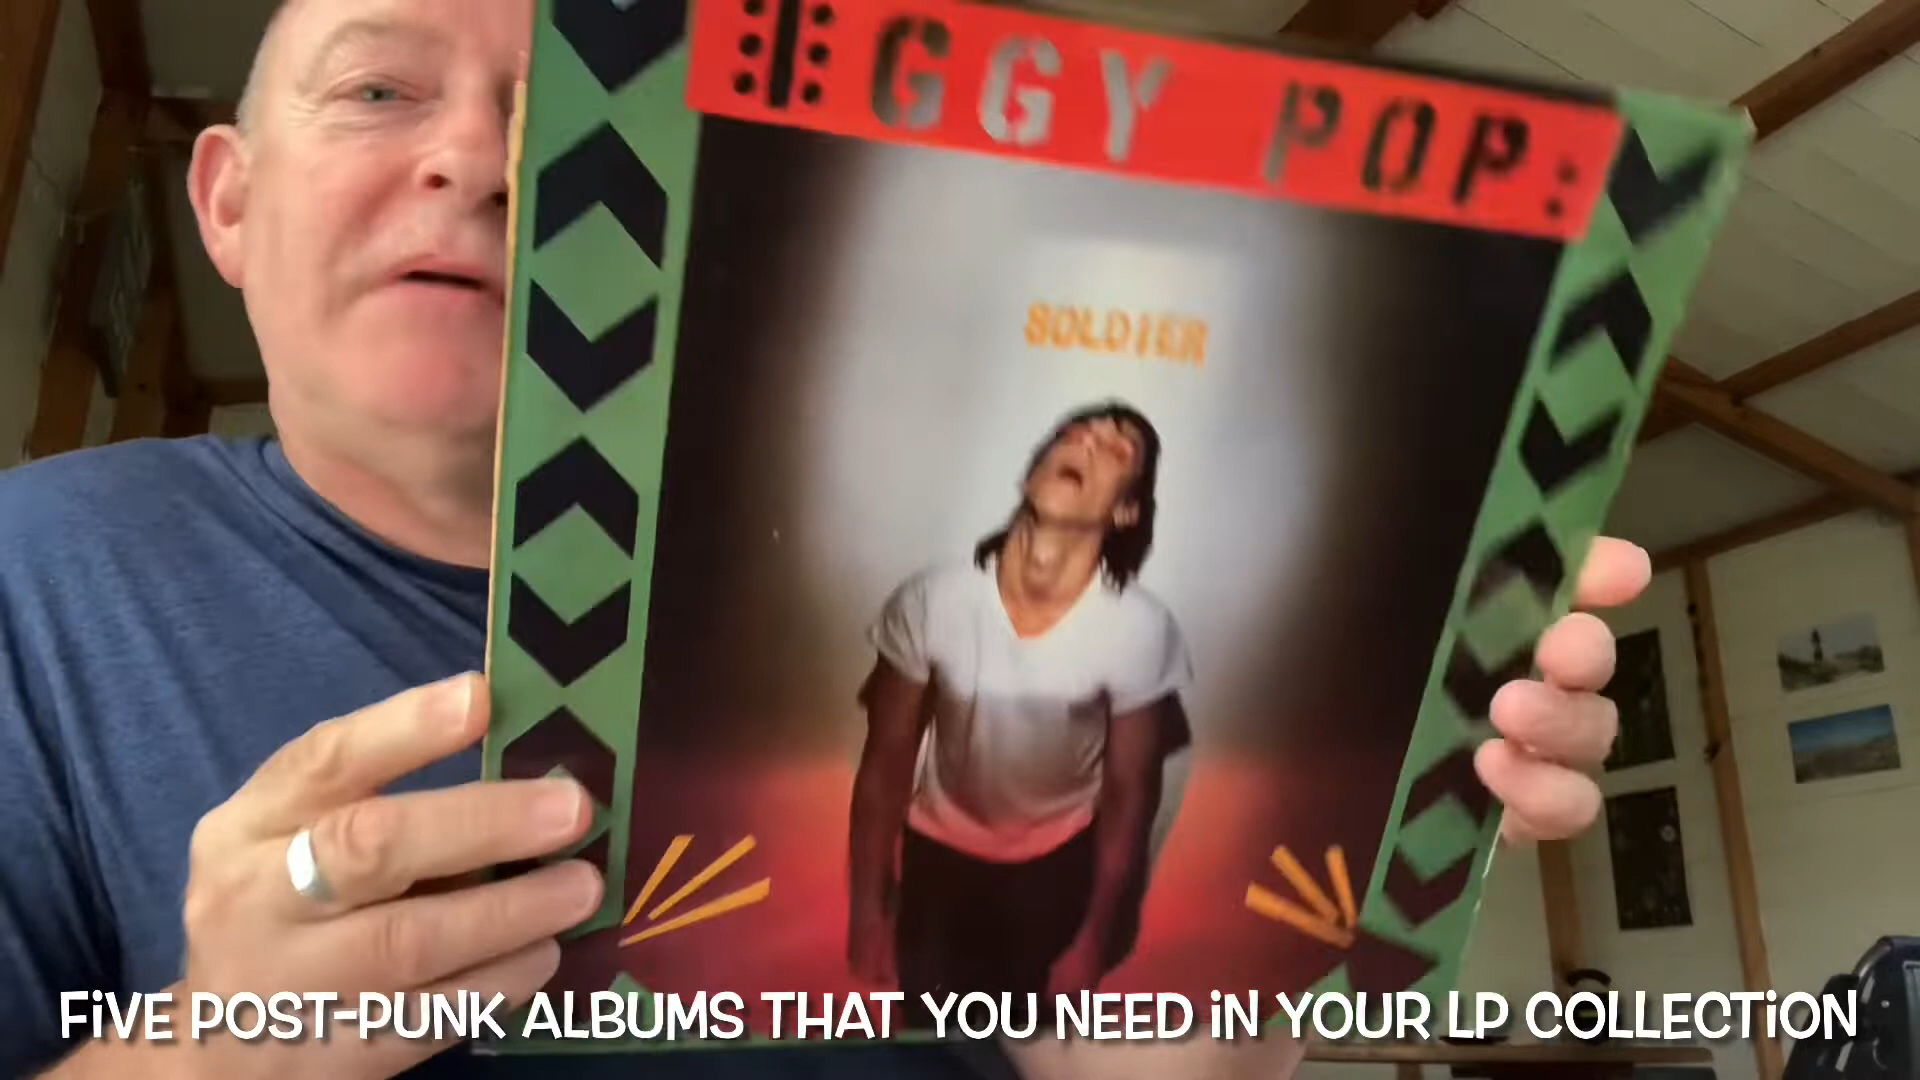 IGGY POP:
SOLDIER
FiVE POST-PUNK ALBUMS THAT YOU NEED iN YOUR LP COLLECTiON